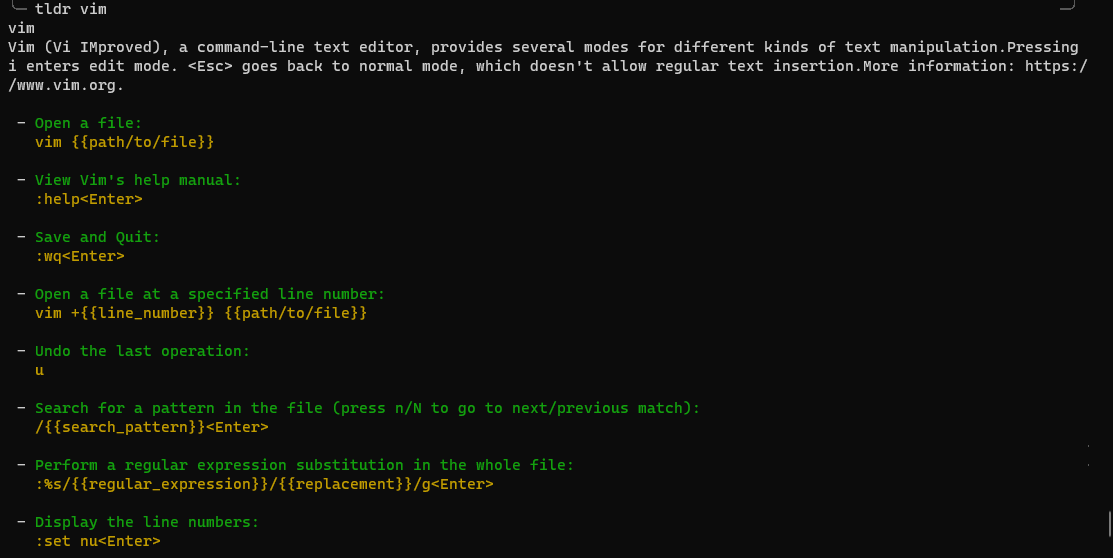 tldr vim
vim
Vim (Vi IMproved), a command-line text editor, provides several modes for different kinds of text manipulation.Pressing
i enters edit mode. <Esc> goes back to normal mode, which doesn't allow regular text insertion.More information: https:/
/www.vim.org.
- Open a file:
vim {{path/to/file}}
- View Vim's help manual:
:help<Enter>
- Save and Quit:
:wq<Enter>
- Open a file at a specified line number:
vim +{{line_number}} {{path/to/file}}
- Undo the last operation:
u
- Search for a pattern in the file (press n/N to go to next/previous match):
/{{search_pattern}}<Enter>
- Perform a regular expression substitution in the whole file:
:%s/{{regular_expression}}/{{replacement}}/g<Enter>
- Display the line numbers:
:set nu<Enter>